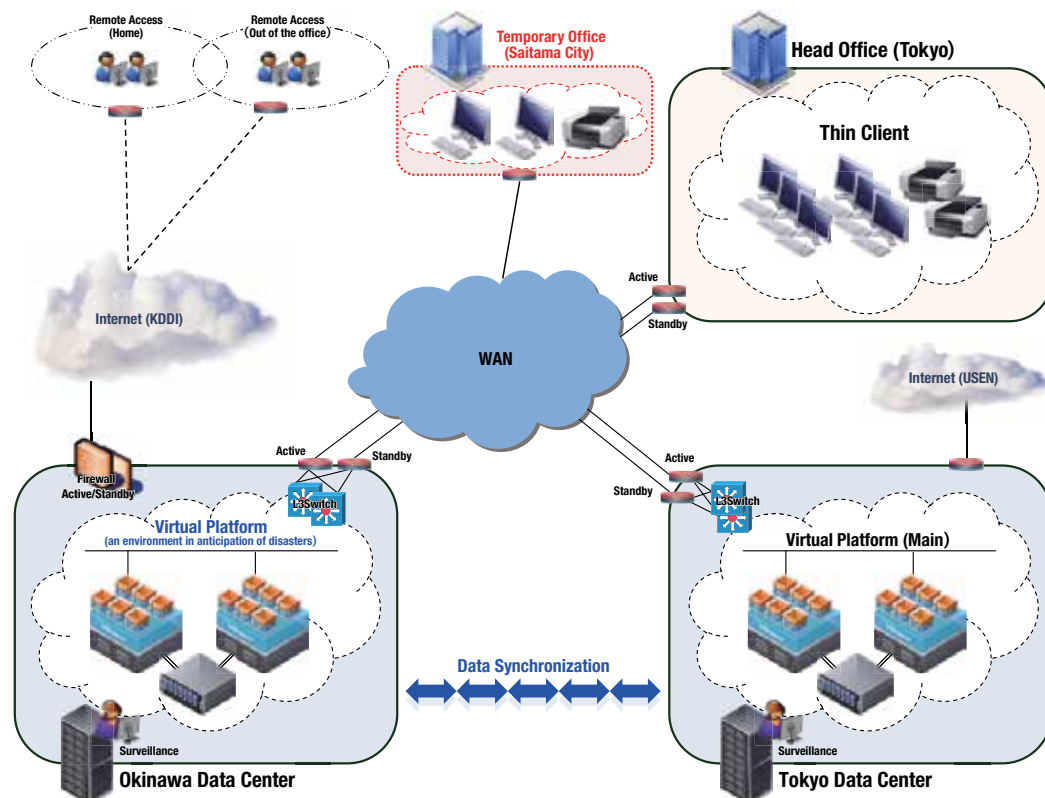 Remote Access
(Home)
Remote Access
(Out of the office)
Temporary Office
(Saitama City)
Head Office (Tokyo)
Thin Client
Internet (KDDI)
WAN
Active
Standby
Internet (USEN)
Firewall
Active/Standby
Active
Standby
L3Switch
Active
Standby
L3Switch
Virtual Platform
(an environment in anticipation of disasters)
Virtual Platform (Main)
Data Synchronization
Surveillance
Okinawa Data Center
Surveillance
Tokyo Data Center